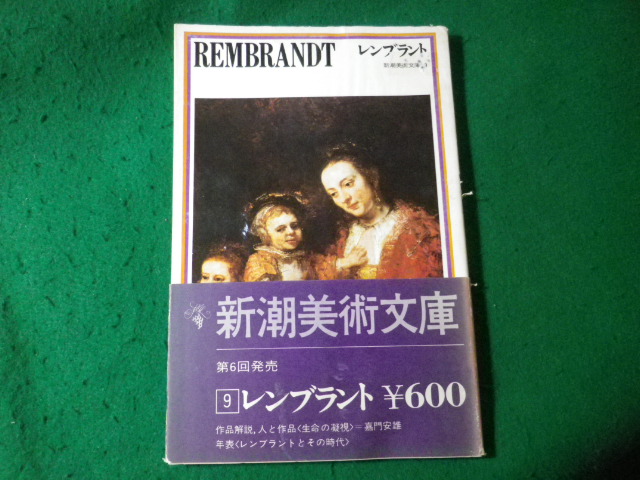 REMBRANDT レンブラント
新潮美術文庫
新潮美術文庫
第6回発売
9 レンブラント ¥600
作品解説,人と作品〈生命の凝視〉=嘉門安雄
年表〈レンブラントとその時代〉